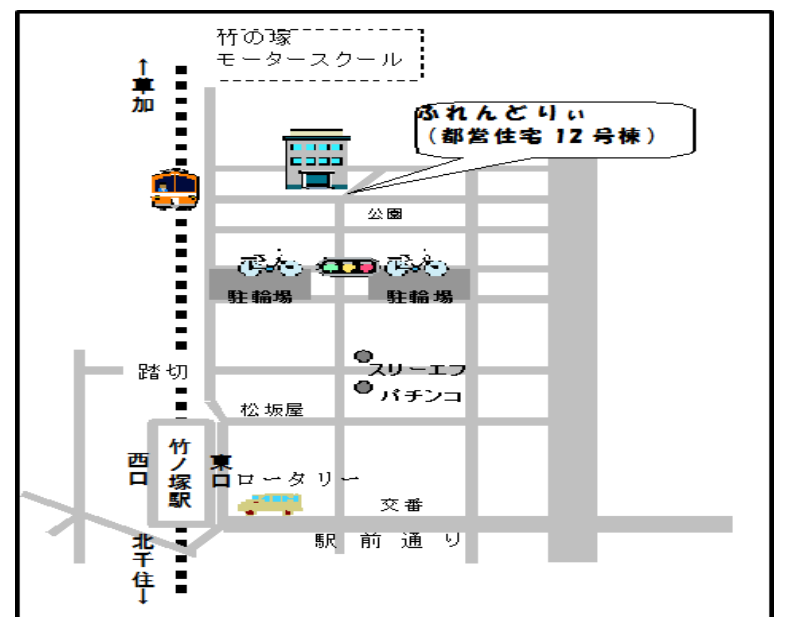 竹の塚
モータースクール
↑草加
ふれんどりぃ
（都営住宅 12 号棟）
公園
駐輪場
駐輪場
踏切
スリーエフ
パチンコ
松坂屋
西口
竹ノ塚駅
東口
ロータリー
交番
駅前通り
北千住↓